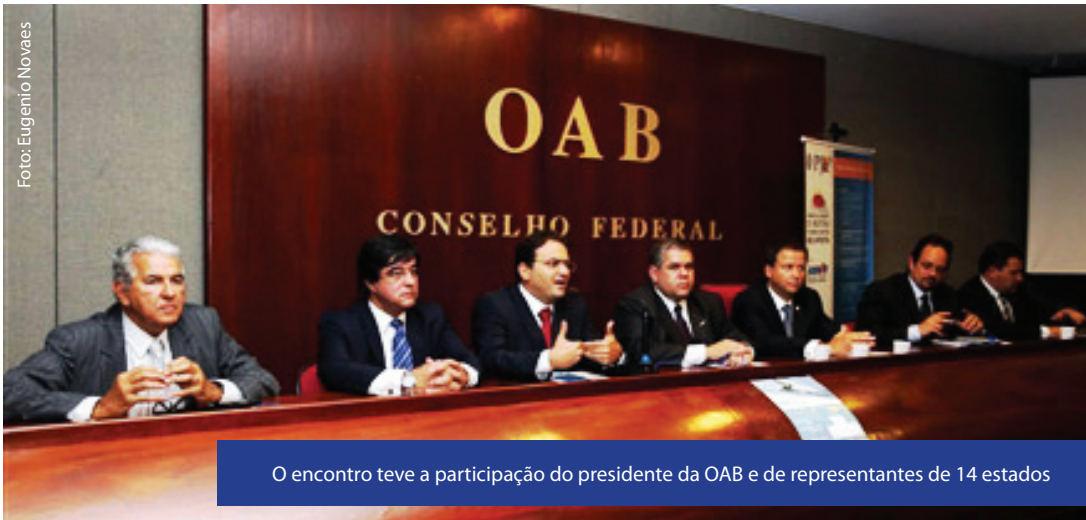 Foto: Eugenio Novaes
OAB
CONSELHO FEDERAL
O encontro teve a participação do presidente da OAB e de representantes de 14 estados